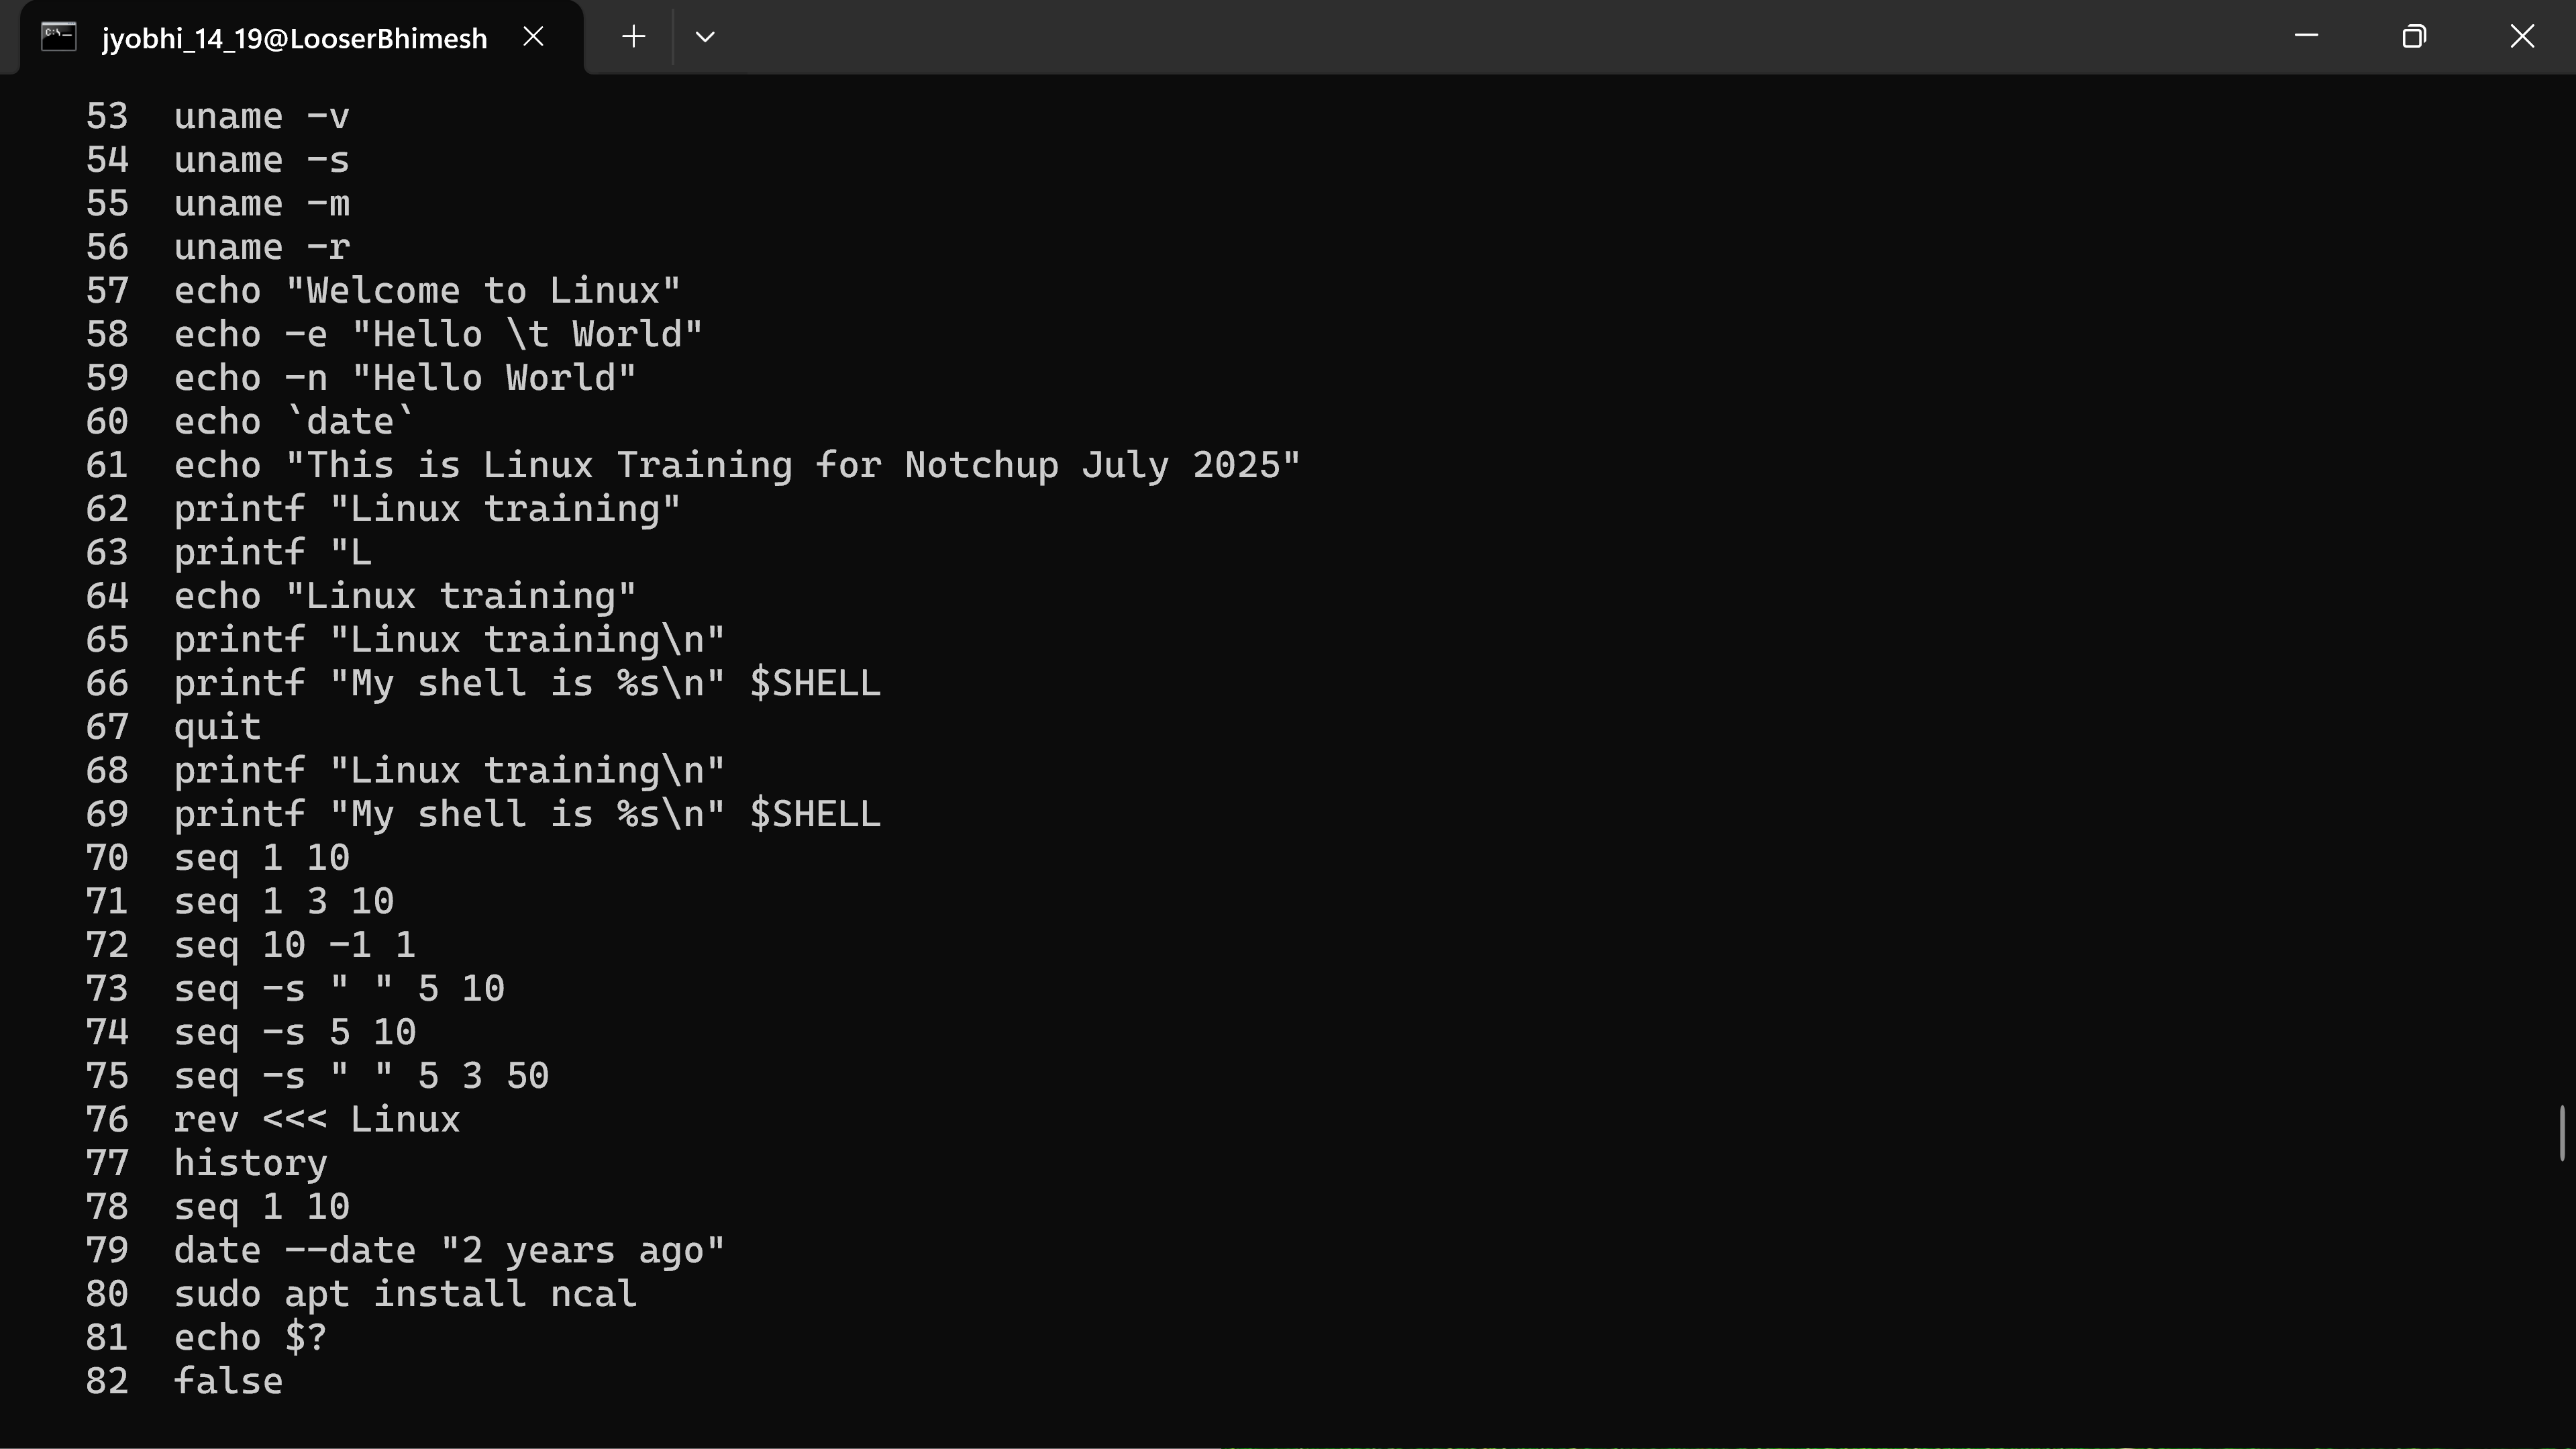 jyobhi_14_19@LooserBhimesh
53 uname -v
54 uname -s
55 uname -m
56 uname -r
57 echo "Welcome to Linux"
58 echo -e "Hello \t World"
59 echo -n "Hello World"
60 echo `date`
61 echo "This is Linux Training for Notchup July 2025"
62 printf "Linux training"
63 printf "L
64 echo "Linux training"
65 printf "Linux training\n"
66 printf "My shell is %s\n" $SHELL
67 quit
68 printf "Linux training\n"
69 printf "My shell is %s\n" $SHELL
70 seq 1 10
71 seq 1 3 10
72 seq 10 -1 1
73 seq -s " " 5 10
74 seq -s 5 10
75 seq -s " " 5 3 50
76 rev <<< Linux
77 history
78 seq 1 10
79 date --date "2 years ago"
80 sudo apt install ncal
81 echo $?
82 false